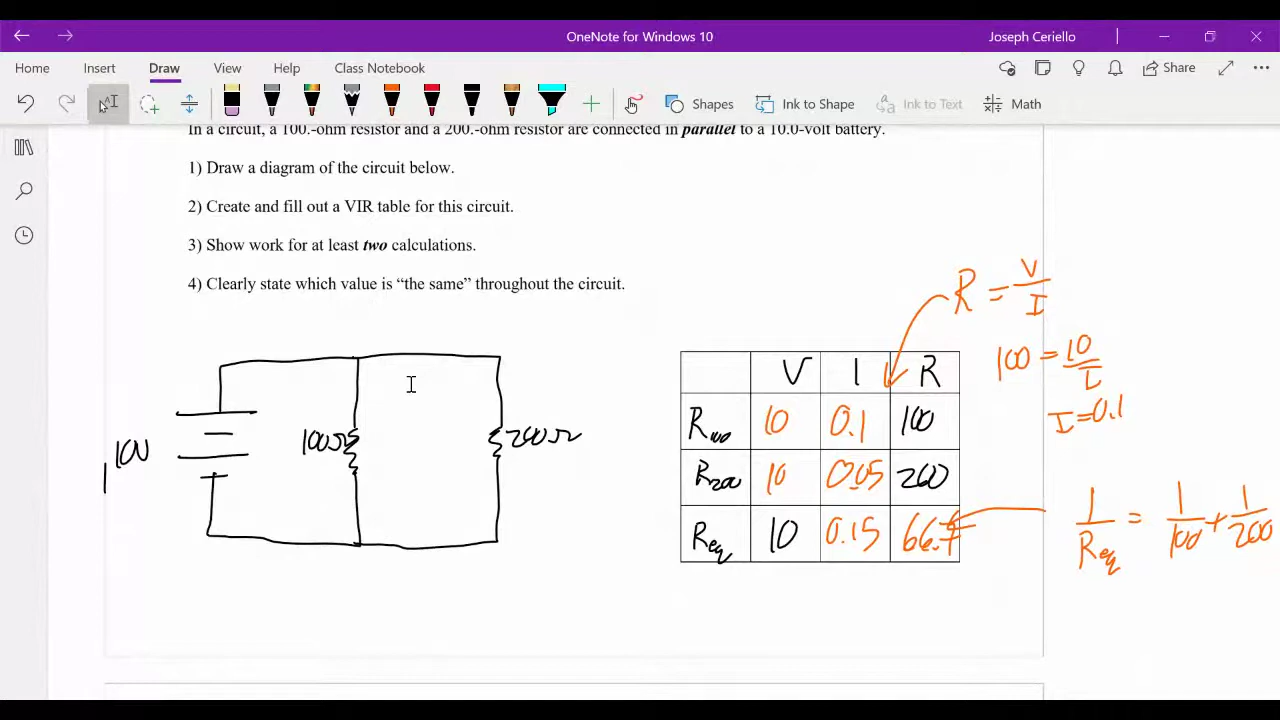 OneNote for Windows 10
Joseph Ceriello
Home Insert Draw View Help Class Notebook
Share
Shapes Ink to Shape Ink to Text Math
In a circuit, a 100.-ohm resistor and a 200.-ohm resistor are connected in parallel to a 10.0-volt battery.
1) Draw a diagram of the circuit below.
2) Create and fill out a VIR table for this circuit.
3) Show work for at least two calculations.
4) Clearly state which value is “the same” throughout the circuit.
R = V/I
100 = 10/I
I = 0.1
100Ω
200Ω
V I R
R100 10 0.1 100
R200 10 0.05 200
Req 10 0.15 66.7
1/Req = 1/100 + 1/200